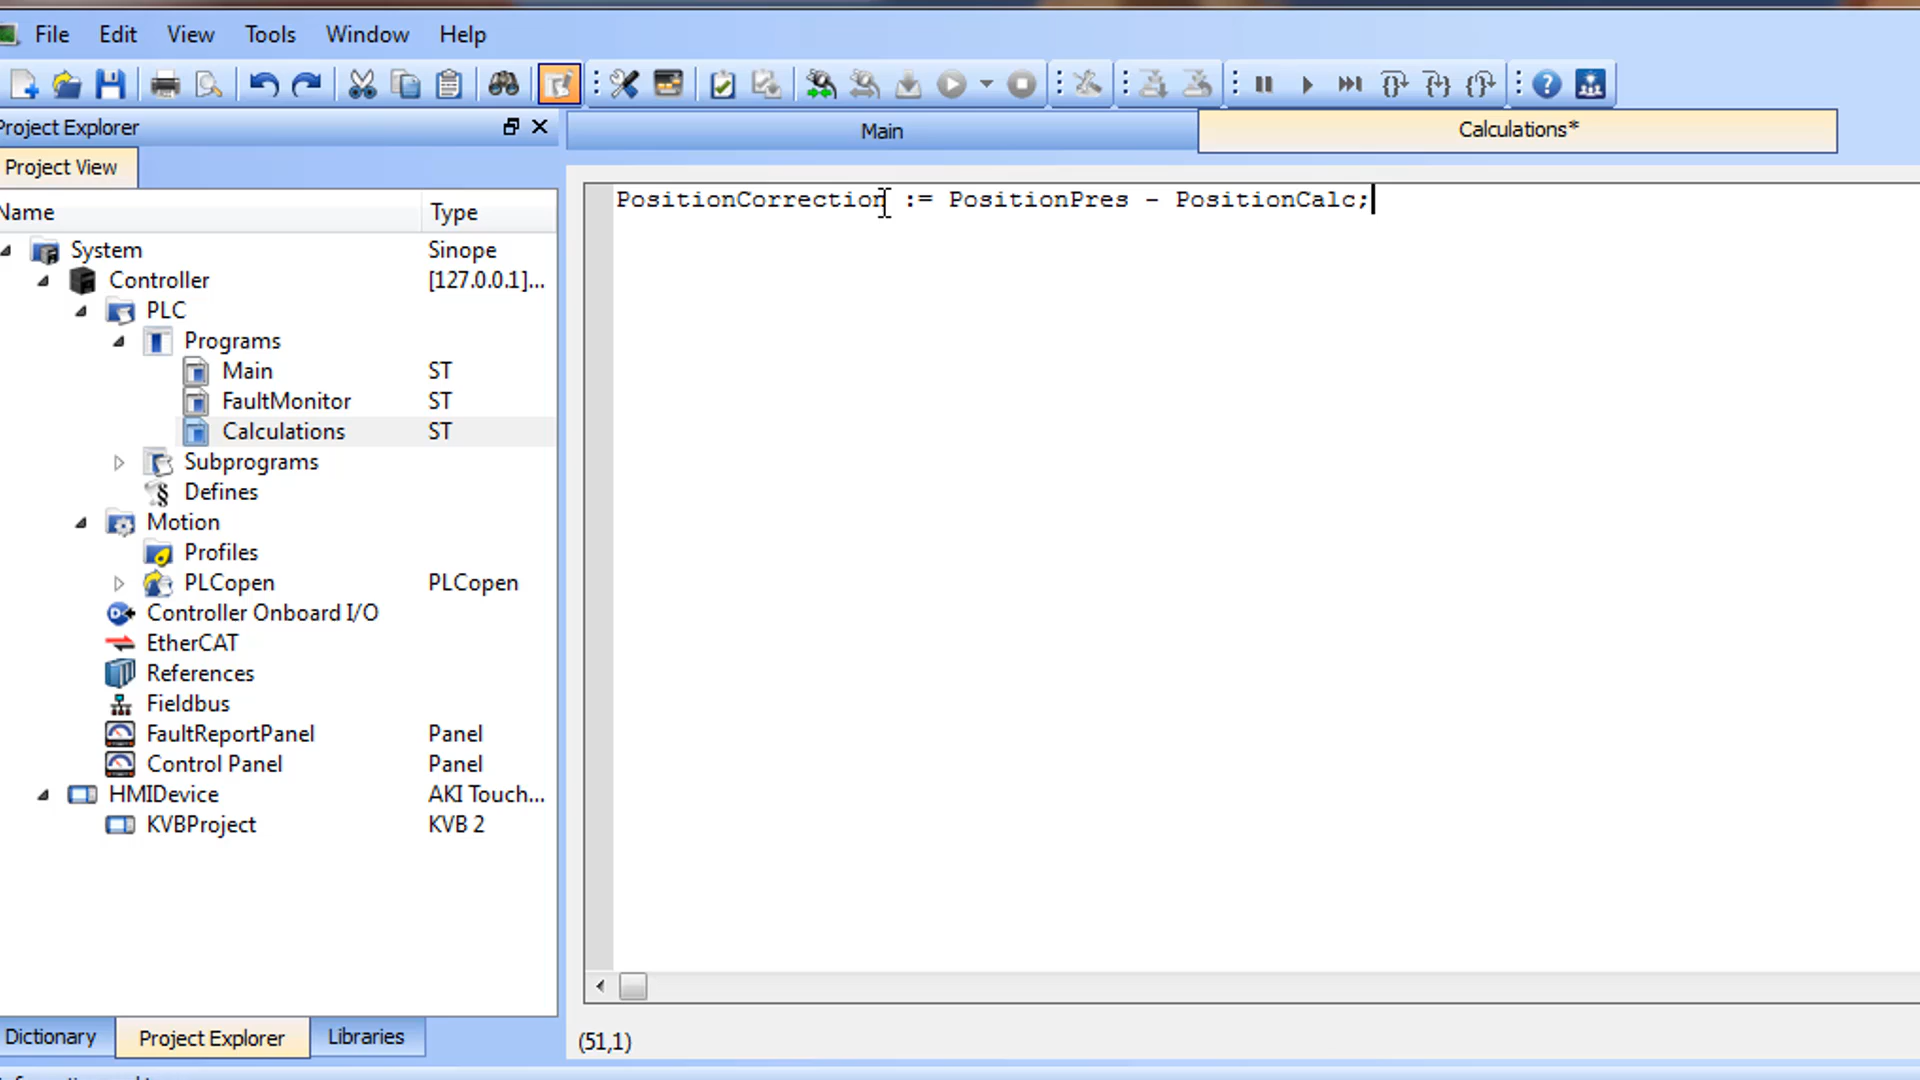 File Edit View Tools Window Help
Project Explorer
Main
Calculations*
Project View
Name Type
PositionCorrection := PositionPres - PositionCalc;
System Sinope
Controller [127.0.0.1]...
PLC
Programs
Main ST
FaultMonitor ST
Calculations ST
Subprograms
Defines
Motion
Profiles
PLCopen PLCopen
Controller Onboard I/O
EtherCAT
References
Fieldbus
FaultReportPanel Panel
Control Panel Panel
HMIDevice AKI Touch...
KVBProject KVB 2
Dictionary Project Explorer Libraries
(51,1)